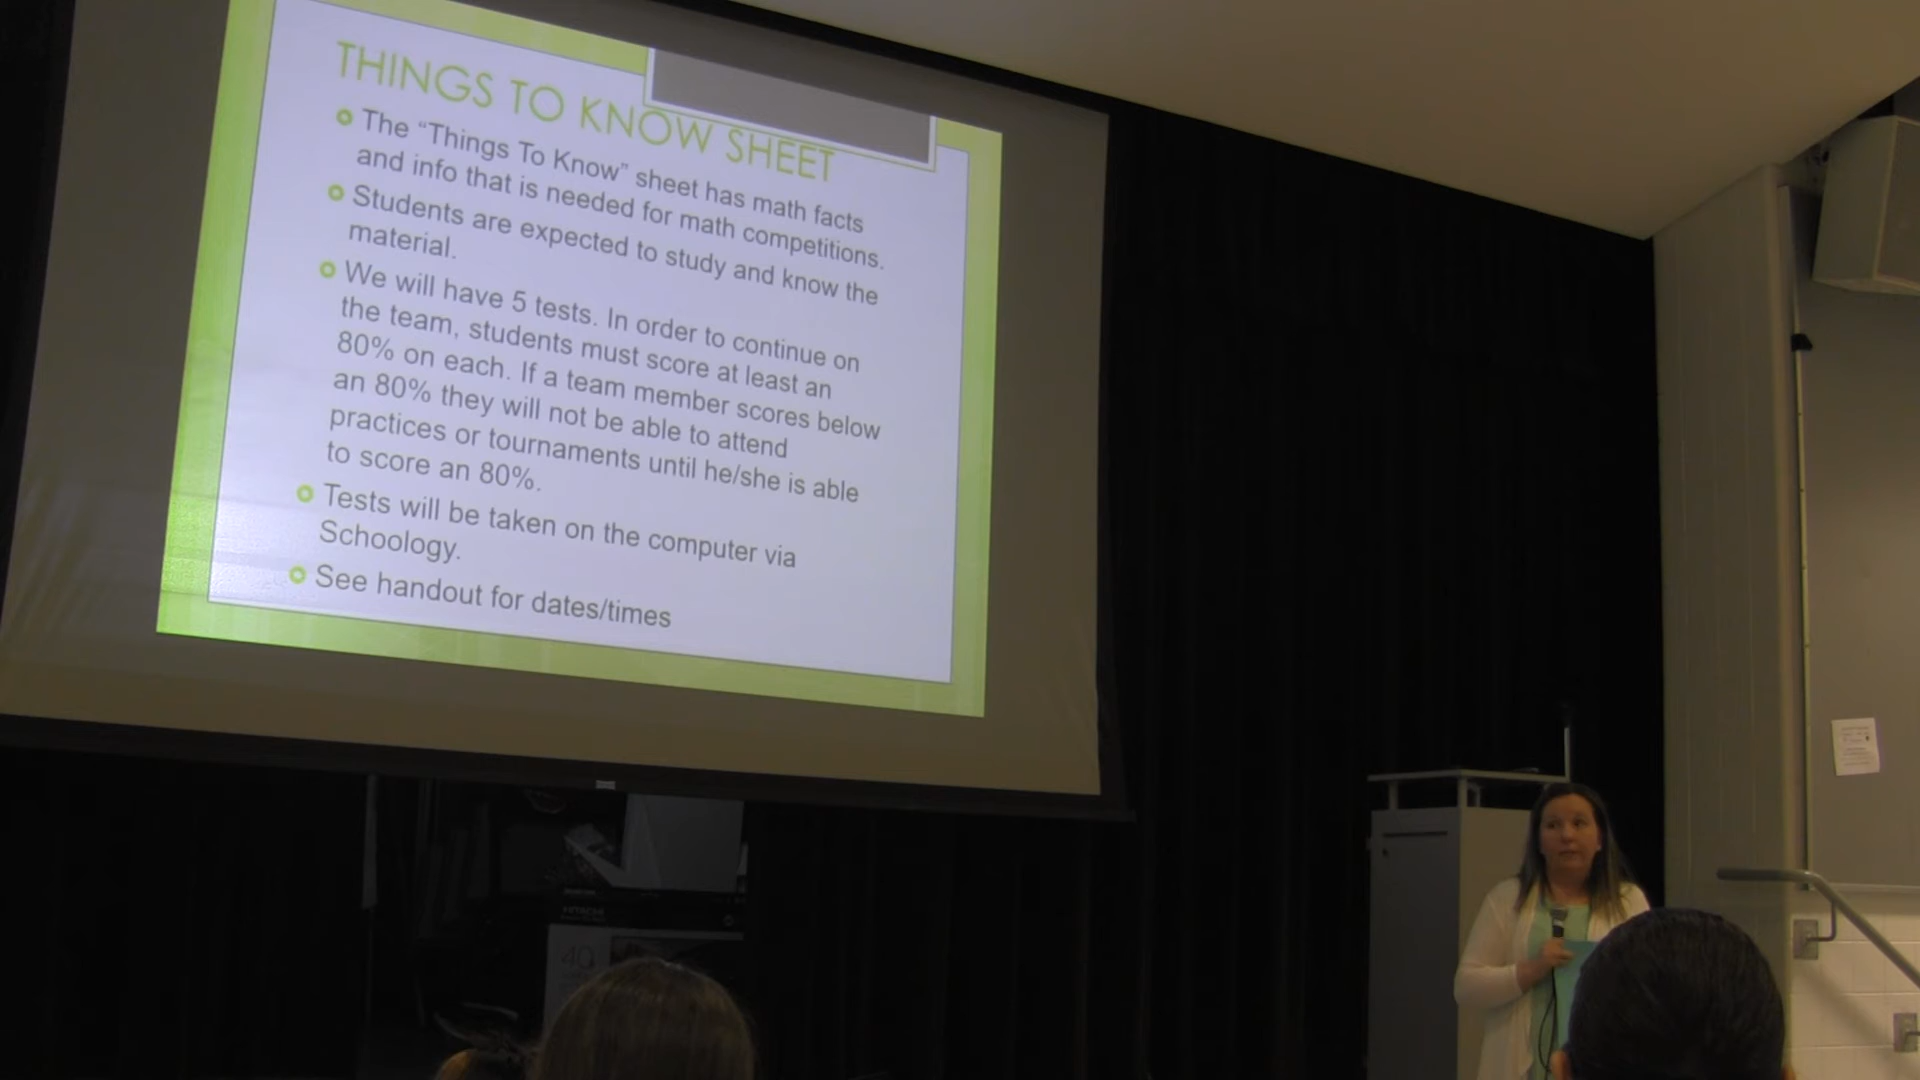 THINGS TO KNOW SHEET
The “Things To Know” sheet has math facts
and info that is needed for math competitions.
Students are expected to study and know the
material.
We will have 5 tests. In order to continue on
the team, students must score at least an
80% on each. If a team member scores below
an 80% they will not be able to attend
practices or tournaments until he/she is able
to score an 80%.
Tests will be taken on the computer via
Schoology.
See handout for dates/times
HITACHI
40